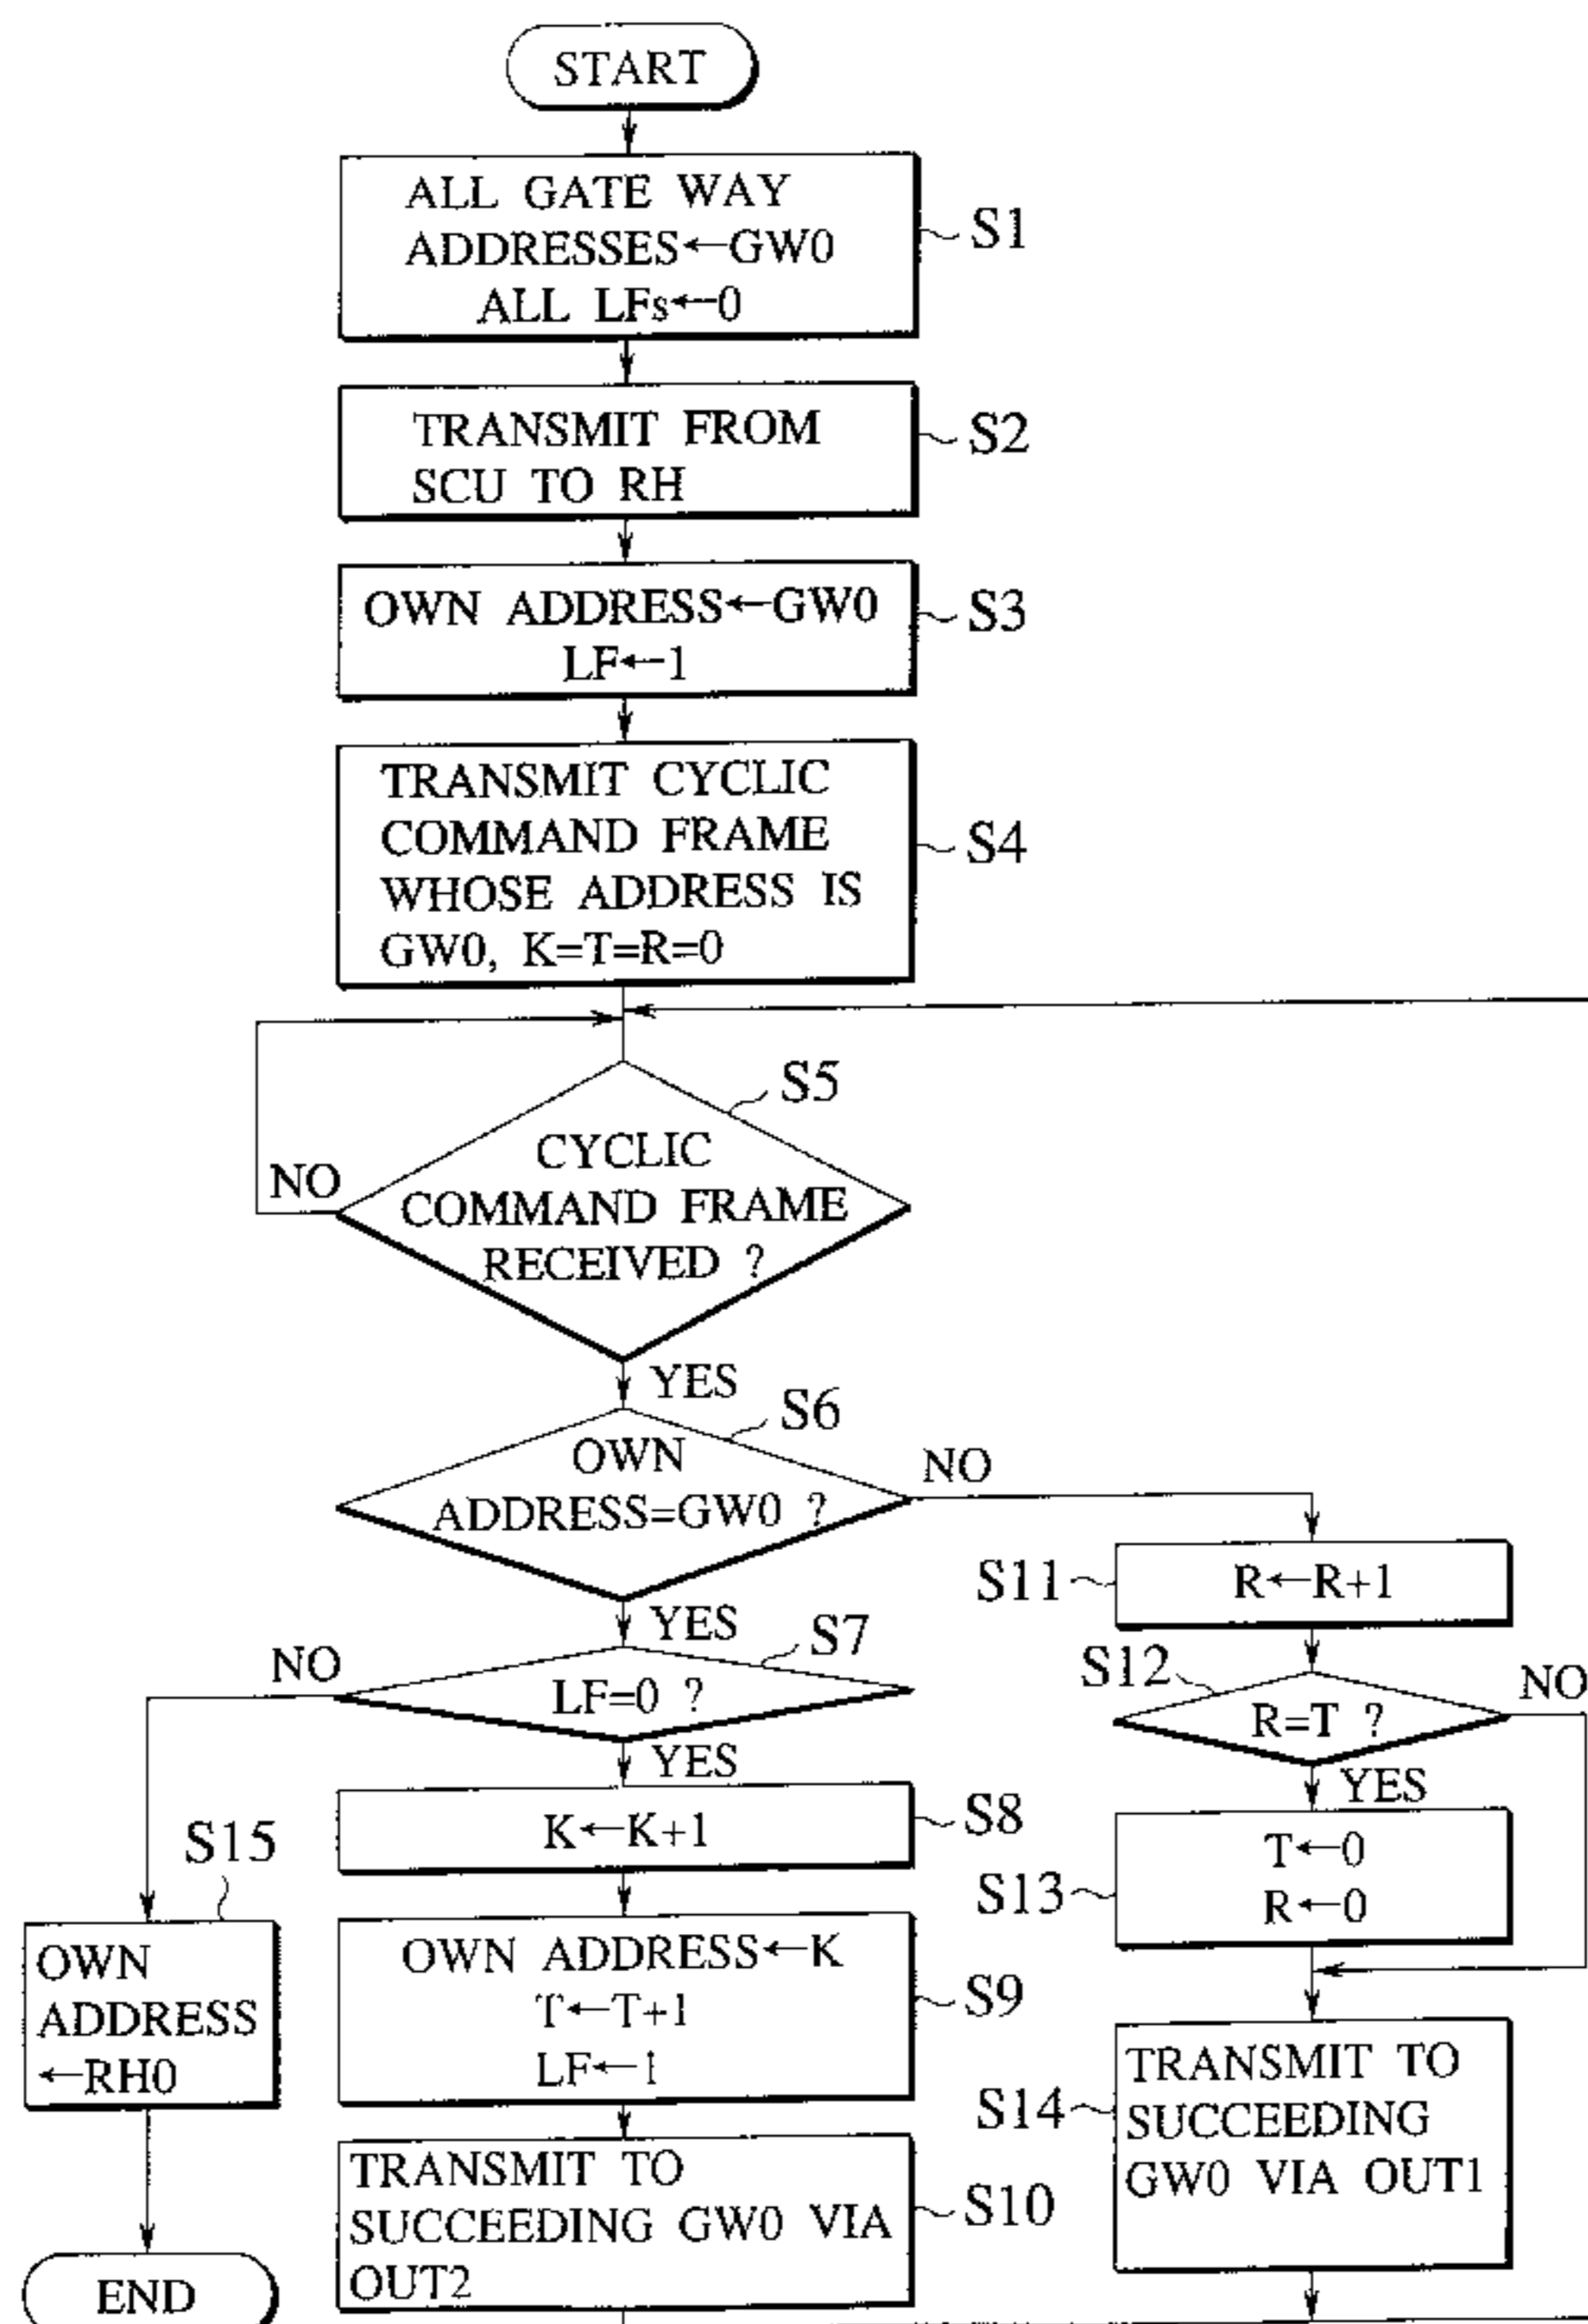 START
ALL GATE WAY
ADDRESSES←GW0
ALL LFs←0
S1
TRANSMIT FROM
SCU TO RH
S2
OWN ADDRESS←GW0
LF←1
S3
TRANSMIT CYCLIC
COMMAND FRAME
WHOSE ADDRESS IS
GW0, K=T=R=0
S4
S5
CYCLIC
COMMAND FRAME
RECEIVED ?
NO
YES
S6
OWN
ADDRESS=GW0 ?
NO
YES
S7
LF=0 ?
NO
YES
K←K+1
S8
OWN ADDRESS←K
T←T+1
LF←1
S9
TRANSMIT TO
SUCCEEDING GW0 VIA
OUT2
S10
S11
R←R+1
S12
R=T ?
NO
YES
S13
T←0
R←0
S14
TRANSMIT TO
SUCCEEDING
GW0 VIA OUT1
S15
OWN
ADDRESS
←RH0
END